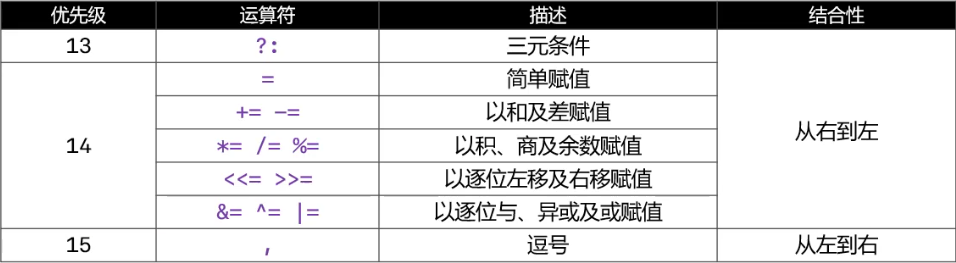 优先级 运算符 描述 结合性
13 ?: 三元条件
= 简单赋值
+= -= 以和及差赋值
14 *= /= %= 以积、商及余数赋值 从右到左
<<= >>= 以逐位左移及右移赋值
&= ^= |= 以逐位与、异或及或赋值
15 , 逗号 从左到右